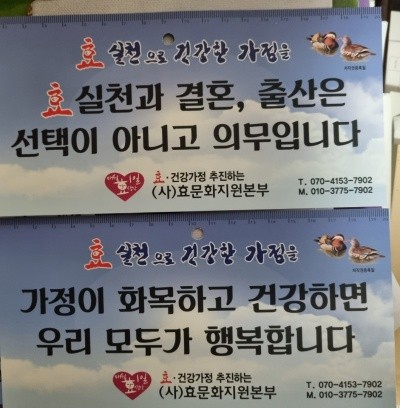 효 실천으로 건강한 가정을
효 실천과 결혼, 출산은
선택이 아니고 의무입니다
효·건강가정 추진하는
(사)효문화지원본부
T. 070-4153-7902
M. 010-3775-7902
효 실천으로 건강한 가정을
가정이 화목하고 건강하면
우리 모두가 행복합니다
효·건강가정 추진하는
(사)효문화지원본부
T. 070-4153-7902
M. 010-3775-7902